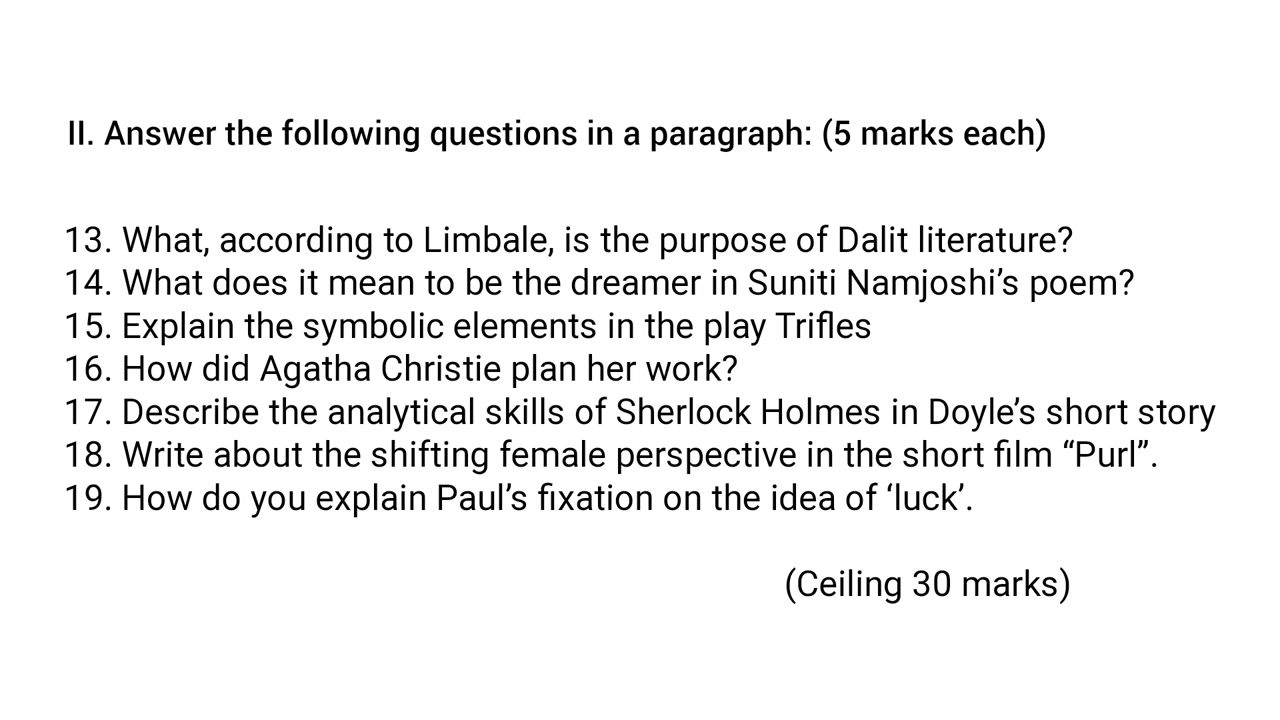 II. Answer the following questions in a paragraph: (5 marks each)
13. What, according to Limbale, is the purpose of Dalit literature?
14. What does it mean to be the dreamer in Suniti Namjoshi’s poem?
15. Explain the symbolic elements in the play Trifles
16. How did Agatha Christie plan her work?
17. Describe the analytical skills of Sherlock Holmes in Doyle’s short story
18. Write about the shifting female perspective in the short film “Purl”.
19. How do you explain Paul’s fixation on the idea of ‘luck’.
(Ceiling 30 marks)